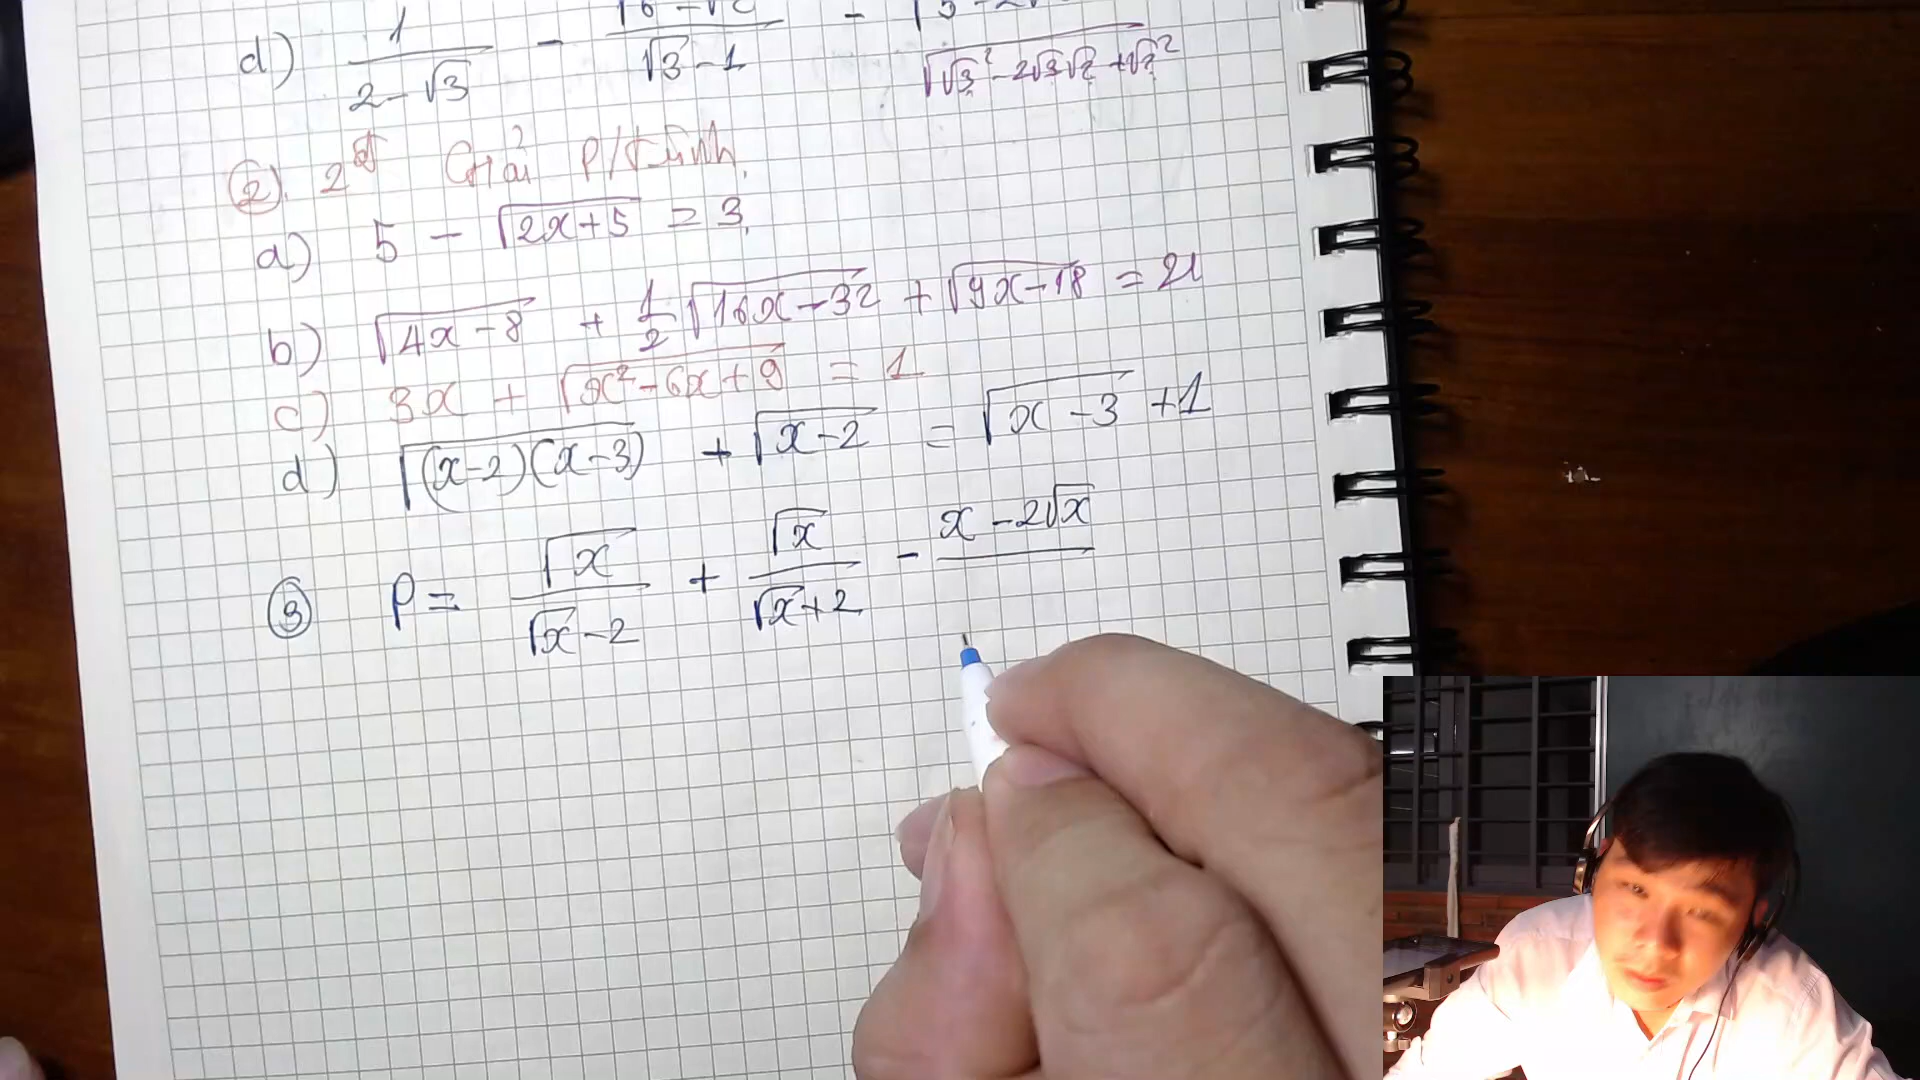 d) 1/(2-√3) - (√6-√2)/(√3-1) -
√(√3² - 2√3√2 + √2²)
②. 2đ Giải p/trình.
a) 5 - √(2x+5) = 3.
b) √(4x-8) + 1/2 √(16x-32) + √(9x-18) = 21
c) 3x + √(x²-6x+9) = 1
d) √((x-2)(x-3)) + √(x-2) = √(x-3) + 1
③ P = √x/(√x-2) + √x/(√x+2) - x-2√x